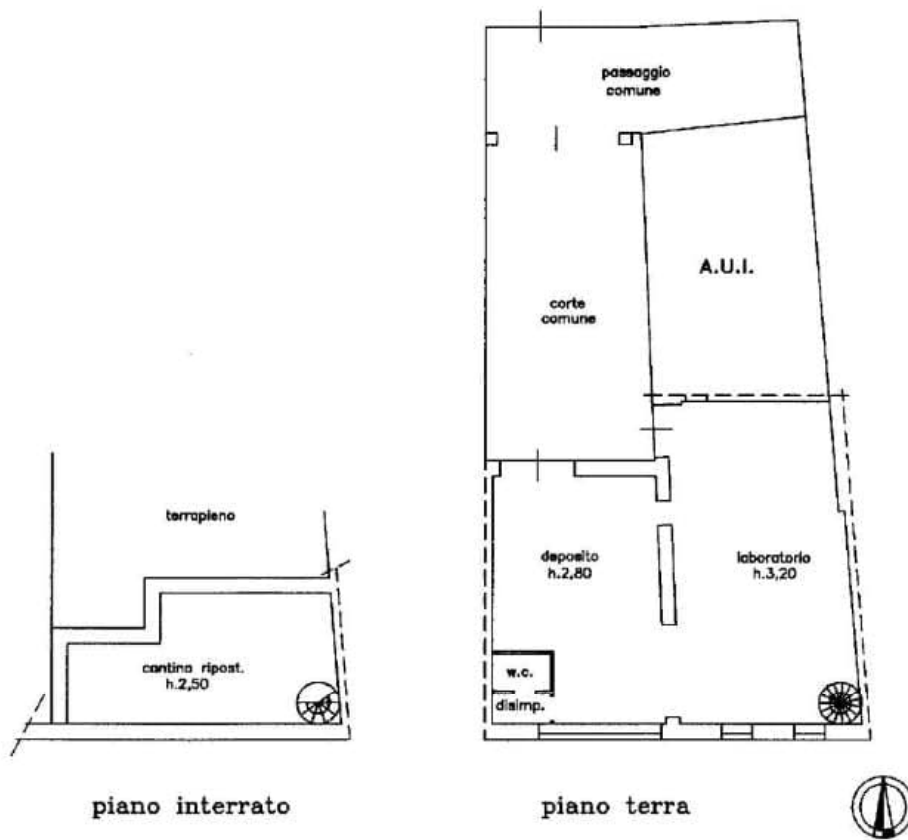 passaggio
comune
A.U.I.
corte
comune
terrapieno
deposito
h.2,80
laboratorio
h.3,20
cantina ripost.
h.2,50
w.c.
disimp.
piano interrato
piano terra